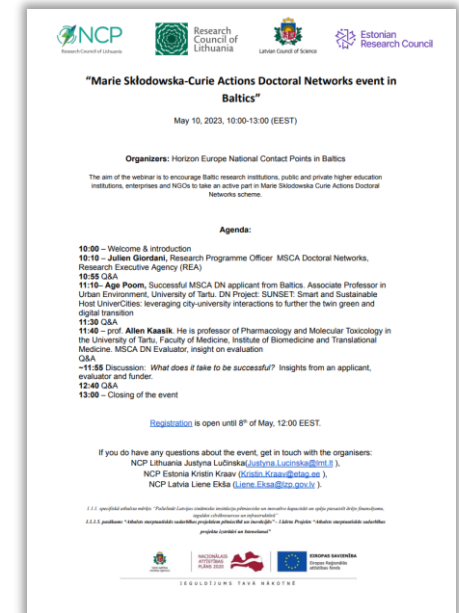 NCP
Research Council of Lithuania
Research
Council of
Lithuania
Latvian Council of Science
Estonian
Research Council
“Marie Skłodowska-Curie Actions Doctoral Networks event in
Baltics”
May 10, 2023, 10:00-13:00 (EEST)
Organizers: Horizon Europe National Contact Points in Baltics
The aim of the webinar is to encourage Baltic research institutions, public and private higher education
institutions, enterprises and NGOs to take an active part in Marie Sklodowska Curie Actions Doctoral
Networks scheme.
Agenda:
10:00 – Welcome & introduction
10:10 – Julien Giordani, Research Programme Officer MSCA Doctoral Networks,
Research Executive Agency (REA)
10:55 Q&A
11:10– Age Poom, Successful MSCA DN applicant from Baltics. Associate Professor in
Urban Environment, University of Tartu. DN Project: SUNSET: Smart and Sustainable
Host UniverCities: leveraging city-university interactions to further the twin green and
digital transition
11:30 Q&A
11:40 – prof. Allen Kaasik. He is professor of Pharmacology and Molecular Toxicology in
the University of Tartu, Faculty of Medicine, Institute of Biomedicine and Translational
Medicine. MSCA DN Evaluator, insight on evaluation
Q&A
~11:55 Discussion: What does it take to be successful? Insights from an applicant,
evaluator and funder.
12:40 Q&A
13:00 – Closing of the event
Registration is open until 8th of May, 12:00 EEST.
If you do have any questions about the event, get in touch with the organisers:
NCP Lithuania Justyna Lučinska(Justyna.Lucinska@lmt.lt ),
NCP Estonia Kristin Kraav (Kristin.Kraav@etag.ee ),
NCP Latvia Liene Ekša (Liene.Eksa@lzp.gov.lv ).
NACIONĀLAIS
ATTĪSTĪBAS
PLĀNS 2020
EIROPAS SAVIENĪBA
Eiropas Reģionālās
attīstības fonds
IEGULDĪJUMS TAVĀ NĀKOTNĒ